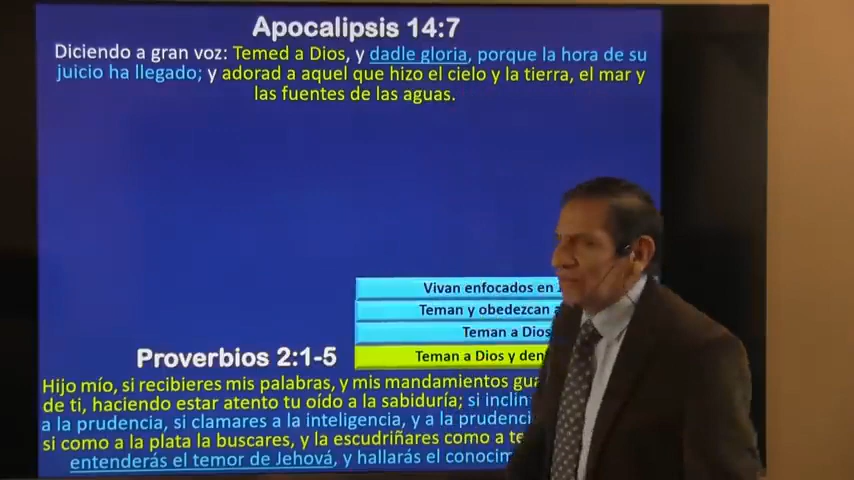 Apocalipsis 14:7
Diciendo a gran voz: Temed a Dios, y dadle gloria, porque la hora de su
juicio ha llegado; y adorad a aquel que hizo el cielo y la tierra, el mar y
las fuentes de las aguas.
Vivan enfocados en
Teman y obedezcan a
Teman a Dios
Teman a Dios y den
Proverbios 2:1-5
Hijo mío, si recibieres mis palabras, y mis mandamientos
de ti, haciendo estar atento tu oído a la sabiduría; si
a la prudencia, si clamares a la inteligencia, y a la
si como a la plata la buscares, y la escudriñares como a
entenderás el temor de Jehová, y hallarás el